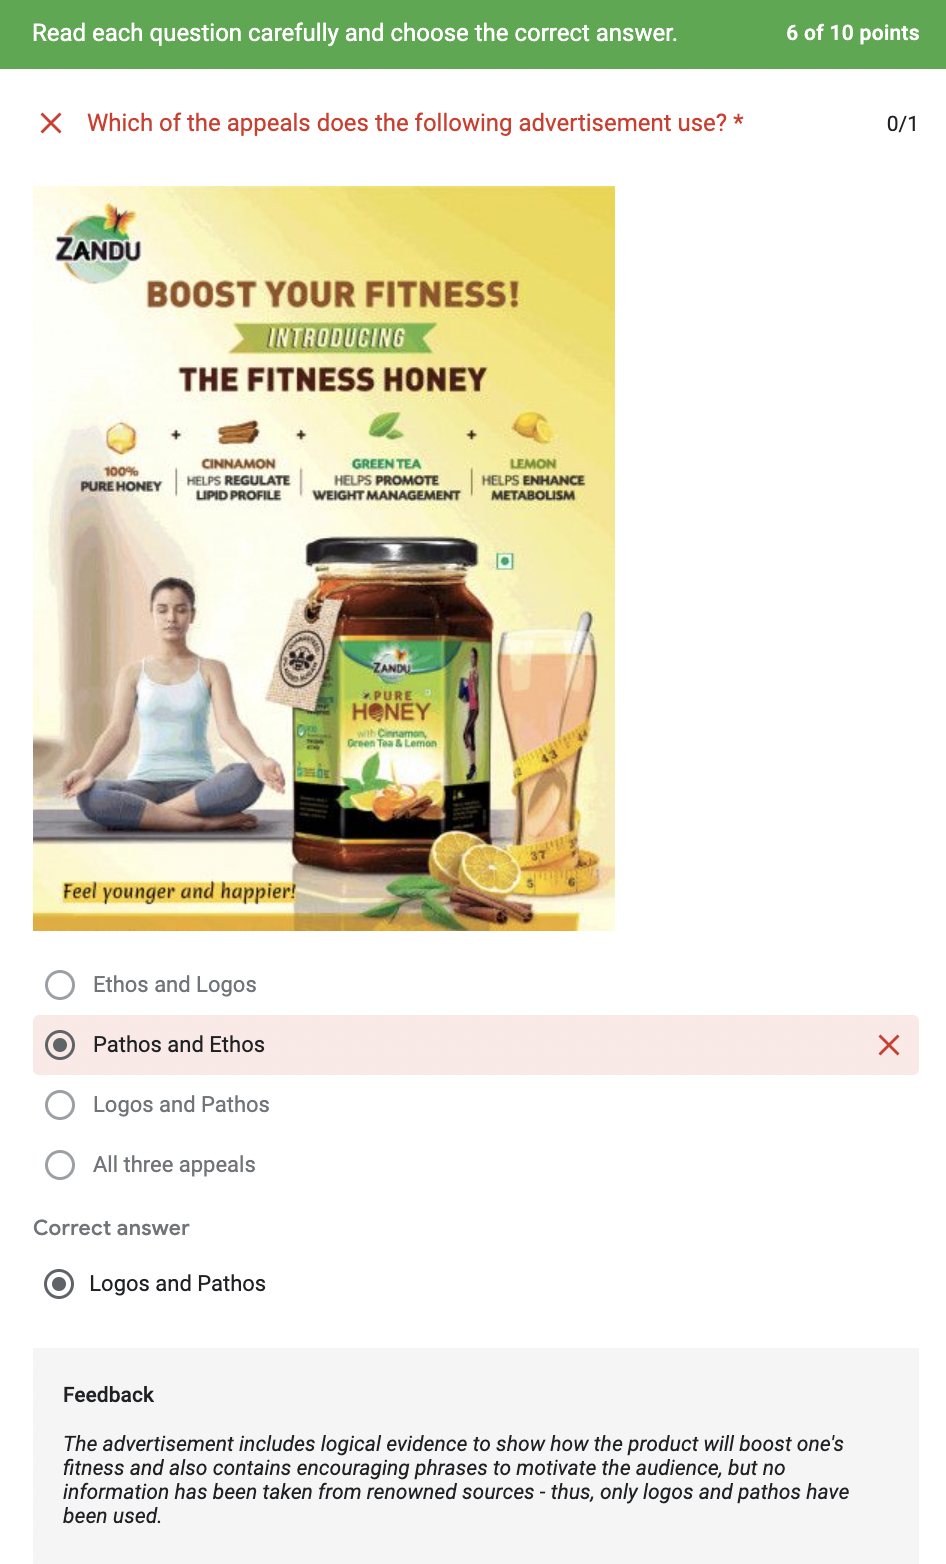 Read each question carefully and choose the correct answer.
6 of 10 points
Which of the appeals does the following advertisement use? *
0/1
ZANDU
BOOST YOUR FITNESS!
INTRODUCING
THE FITNESS HONEY
100%
PURE HONEY
+
CINNAMON
HELPS REGULATE
LIPID PROFILE
+
GREEN TEA
HELPS PROMOTE
WEIGHT MANAGEMENT
+
LEMON
HELPS ENHANCE
METABOLISM
ZANDU
PURE
HONEY
with Cinnamon,
Green Tea & Lemon
43
44
37
5 6
Feel younger and happier!
Ethos and Logos
Pathos and Ethos
Logos and Pathos
All three appeals
Correct answer
Logos and Pathos
Feedback
The advertisement includes logical evidence to show how the product will boost one's
fitness and also contains encouraging phrases to motivate the audience, but no
information has been taken from renowned sources - thus, only logos and pathos have
been used.